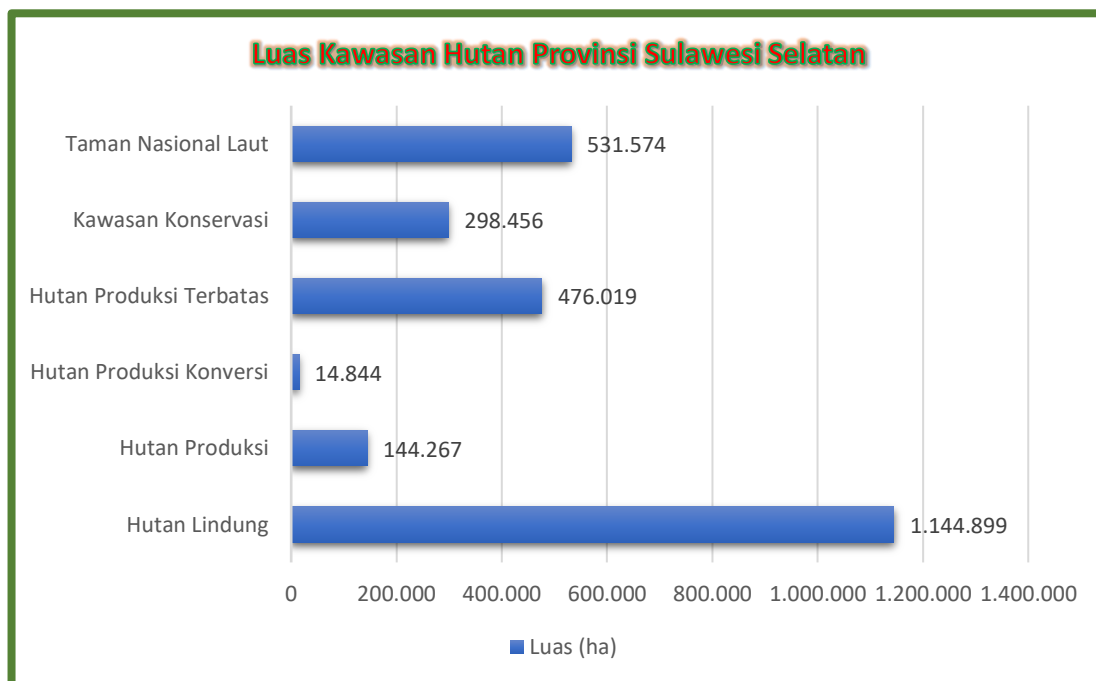 Luas Kawasan Hutan Provinsi Sulawesi Selatan
Taman Nasional Laut 531.574
Kawasan Konservasi 298.456
Hutan Produksi Terbatas 476.019
Hutan Produksi Konversi 14.844
Hutan Produksi 144.267
Hutan Lindung 1.144.899
0 200.000 400.000 600.000 800.000 1.000.000 1.200.000 1.400.000
Luas (ha)